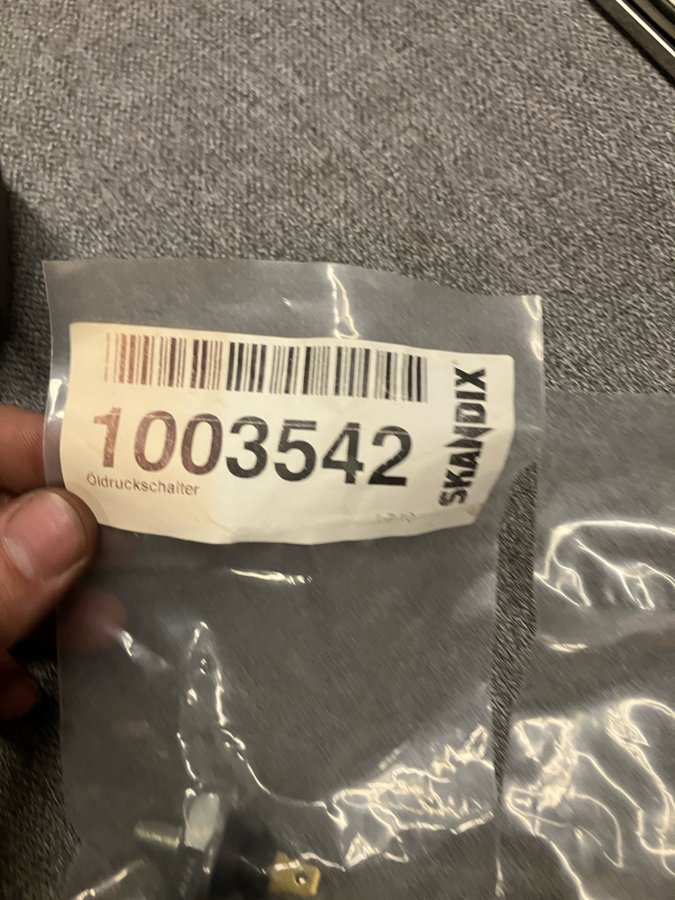 1003542
Öldruckschalter
SKANDIX